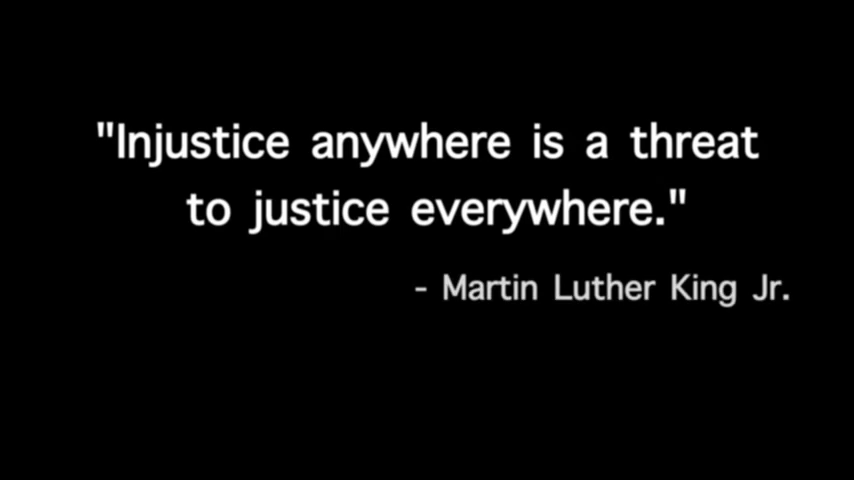 "Injustice anywhere is a threat
to justice everywhere."
- Martin Luther King Jr.